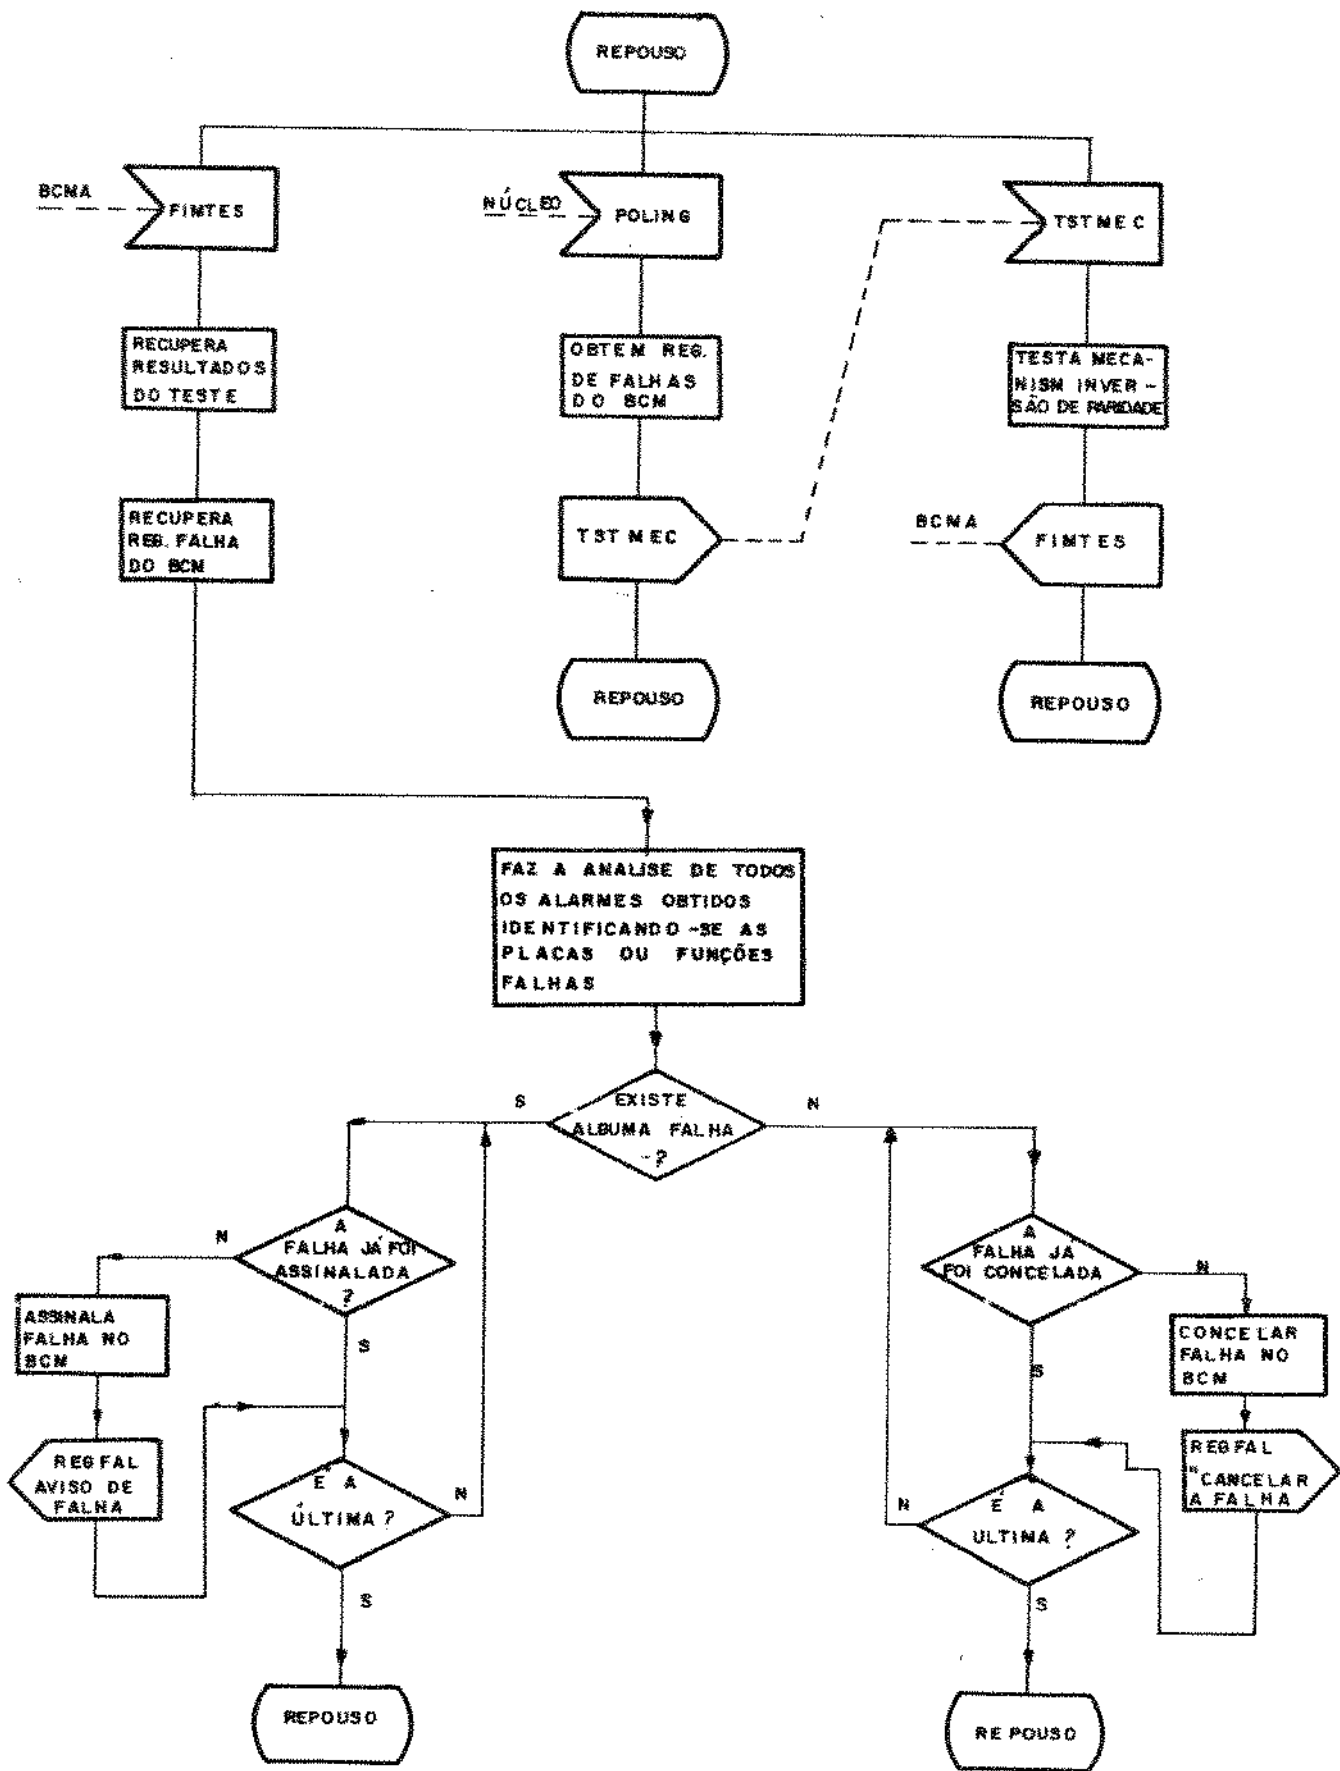 REPOUSO
BCMA
FIMTES
NÚCLEO
POLING
TSTMEC
RECUPERA
RESULTADOS
DO TESTE
OBTEM REG.
DE FALHAS
DO BCM
TESTA MECA-
NISM INVER-
SÃO DE PARIDADE
RECUPERA
REG. FALHA
DO BCM
TSTMEC
BCMA
FIMTES
REPOUSO
REPOUSO
FAZ A ANALISE DE TODOS
OS ALARMES OBTIDOS
IDENTIFICANDO-SE AS
PLACAS OU FUNÇÕES
FALHAS
S
EXISTE
ALGUMA FALHA
-?
N
N
A
FALHA JÁ FOI
ASSINALADA
?
S
ASSINALA
FALHA NO
BCM
REGFAL
AVISO DE
FALHA
É A
ÚLTIMA?
N
S
REPOUSO
A
FALHA JÁ
FOI CONCELADA
N
S
CONCELAR
FALHA NO
BCM
REGFAL
"CANCELAR
A FALHA
É A
ULTIMA?
N
S
REPOUSO